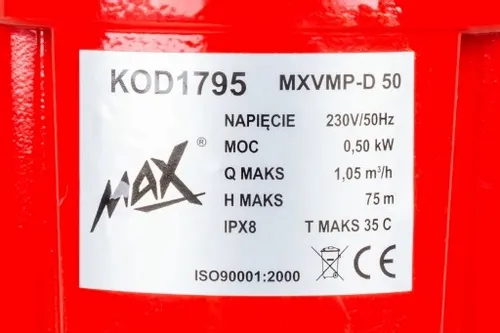 KOD1795 MXVMP-D 50
NAPIĘCIE 230V/50Hz
MOC 0,50 kW
Q MAKS 1,05 m³/h
H MAKS 75 m
IPX8 T MAKS 35 C
MAX ®
ISO90001:2000 CE